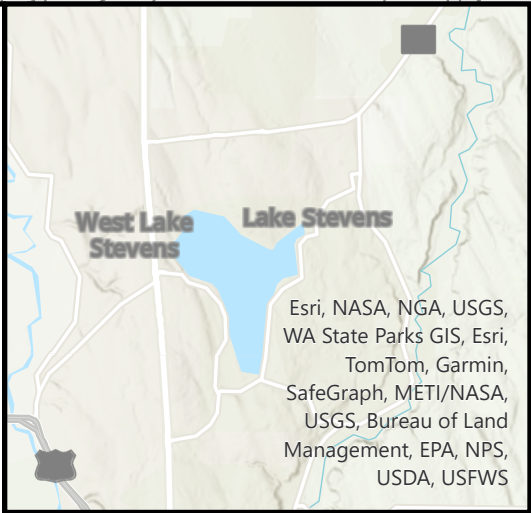 West Lake
Stevens
Lake Stevens
Esri, NASA, NGA, USGS,
WA State Parks GIS, Esri,
TomTom, Garmin,
SafeGraph, METI/NASA,
USGS, Bureau of Land
Management, EPA, NPS,
USDA, USFWS